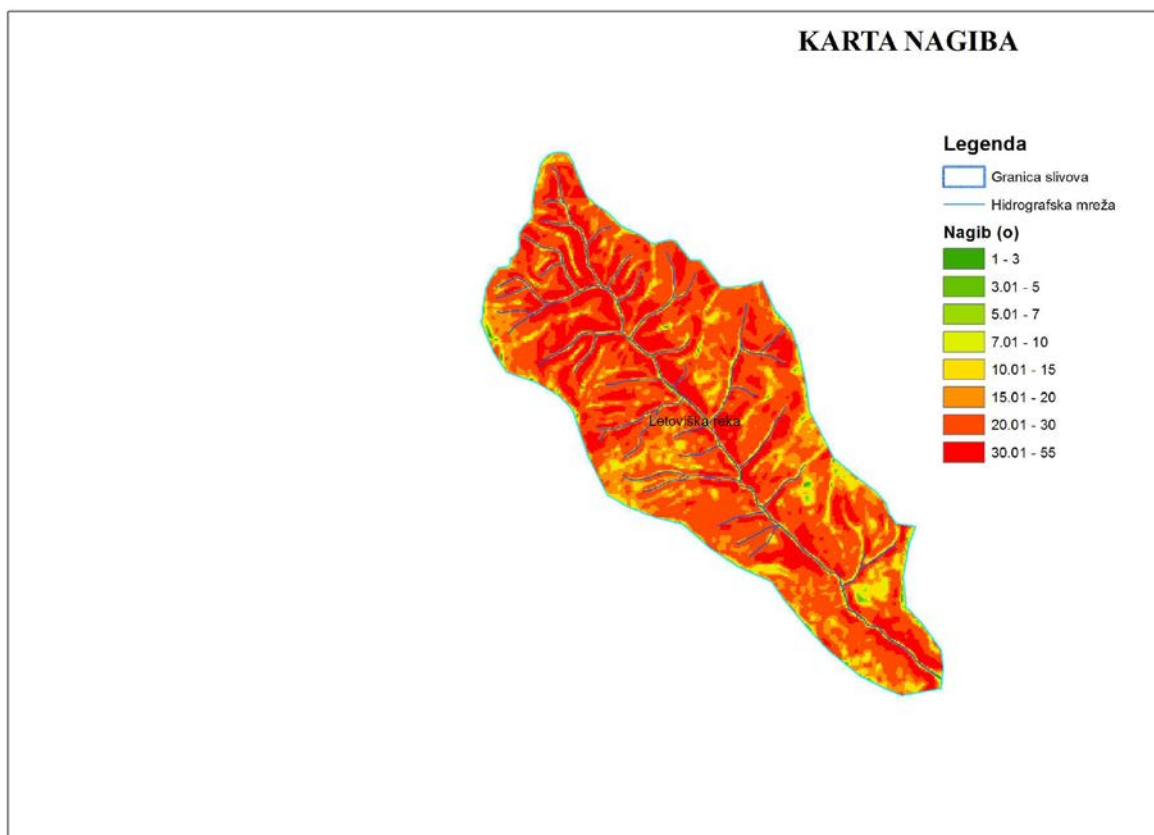 KARTA NAGIBA
Legenda
Granica slivova
Hidrografska mreža
Nagib (o)
1 - 3
3.01 - 5
5.01 - 7
7.01 - 10
10.01 - 15
15.01 - 20
20.01 - 30
30.01 - 55
Letoviška reka